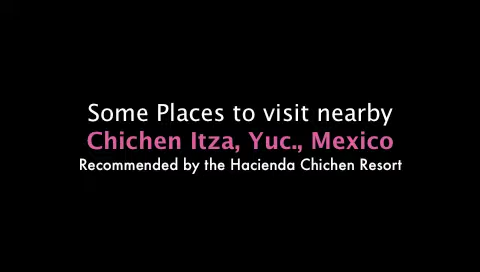 Some Places to visit nearby
Chichen Itza, Yuc., Mexico
Recommended by the Hacienda Chichen Resort